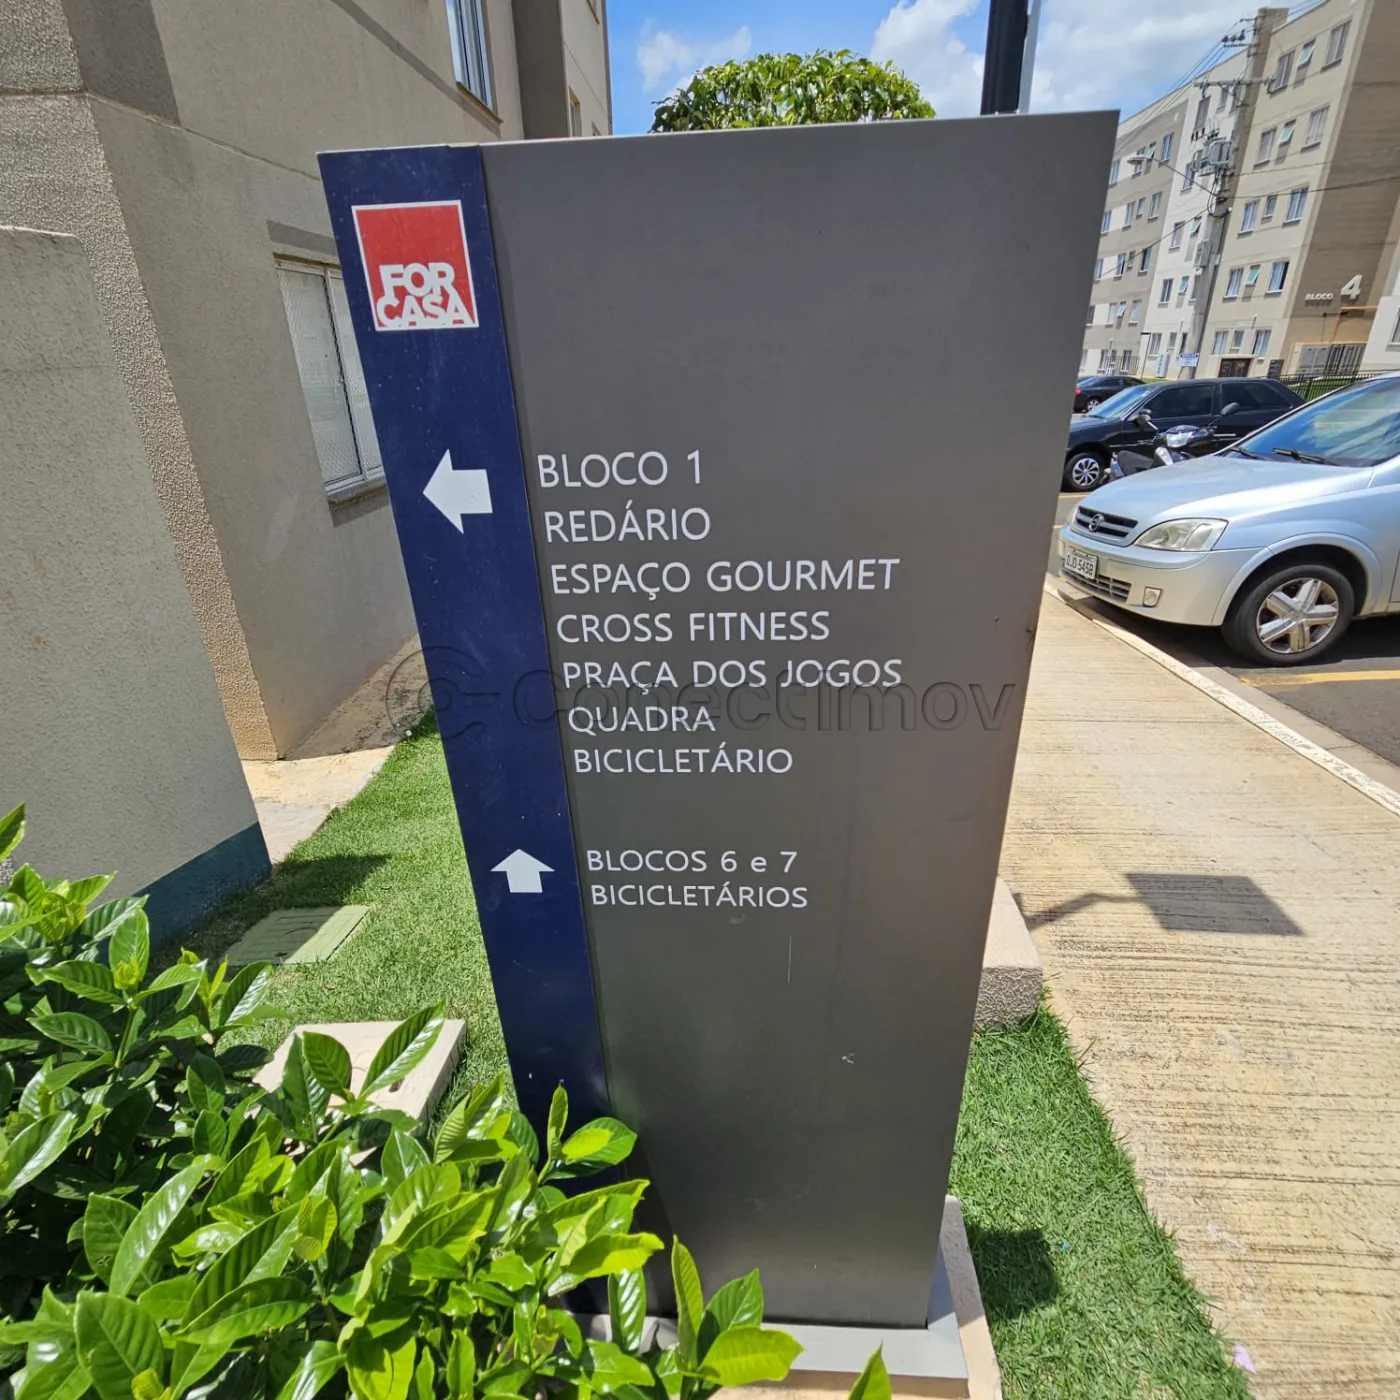 FOR
CASA
BLOCO 1
REDÁRIO
ESPAÇO GOURMET
CROSS FITNESS
PRAÇA DOS JOGOS
QUADRA
BICICLETÁRIO
BLOCOS 6 e 7
BICICLETÁRIOS
BLOCO 4
Conectimov